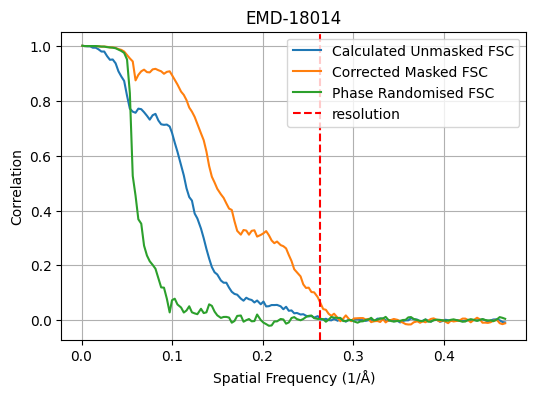 EMD-18014
Calculated Unmasked FSC
Corrected Masked FSC
Phase Randomised FSC
resolution
Correlation
1.0
0.8
0.6
0.4
0.2
0.0
0.0 0.1 0.2 0.3 0.4
Spatial Frequency (1/Å)